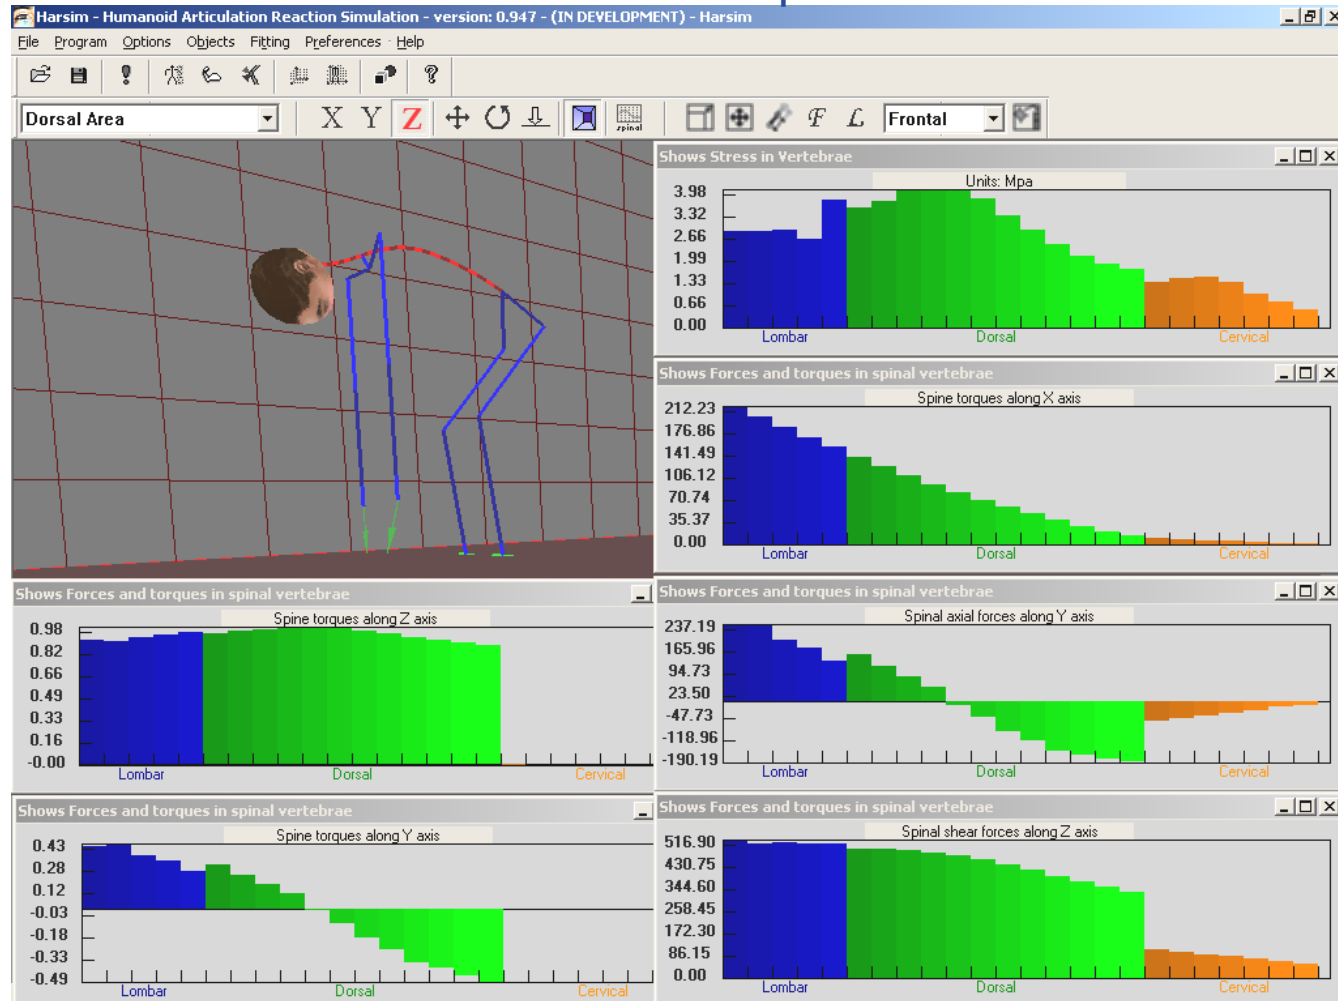 Harsim - Humanoid Articulation Reaction Simulation - version: 0.947 - (IN DEVELOPMENT) - Harsim
File Program Options Objects Fitting Preferences Help
Dorsal Area
X Y Z
spinal
F L
Frontal
Shows Stress in Vertebrae
Units: Mpa
3.98
3.32
2.66
1.99
1.33
0.66
0.00
Lombar Dorsal Cervical
Shows Forces and torques in spinal vertebrae
Spine torques along X axis
212.23
176.86
141.49
106.12
70.74
35.37
0.00
Lombar Dorsal Cervical
Shows Forces and torques in spinal vertebrae
Spine torques along Z axis
0.98
0.82
0.66
0.49
0.33
0.16
-0.00
Lombar Dorsal Cervical
Shows Forces and torques in spinal vertebrae
Spinal axial forces along Y axis
237.19
165.96
94.73
23.50
-47.73
-118.96
-190.19
Lombar Dorsal Cervical
Shows Forces and torques in spinal vertebrae
Spine torques along Y axis
0.43
0.28
0.12
-0.03
-0.18
-0.33
-0.49
Lombar Dorsal Cervical
Shows Forces and torques in spinal vertebrae
Spinal shear forces along Z axis
516.90
430.75
344.60
258.45
172.30
86.15
0.00
Lombar Dorsal Cervical